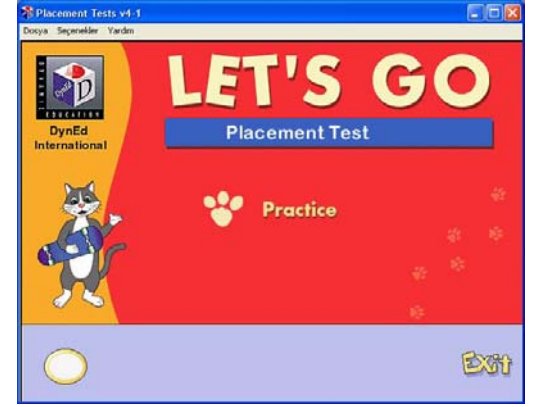 Placement Tests v4-1
Dosya Seçenekler Yardım
LET'S GO
Placement Test
DynEd
International
Practice
Exit